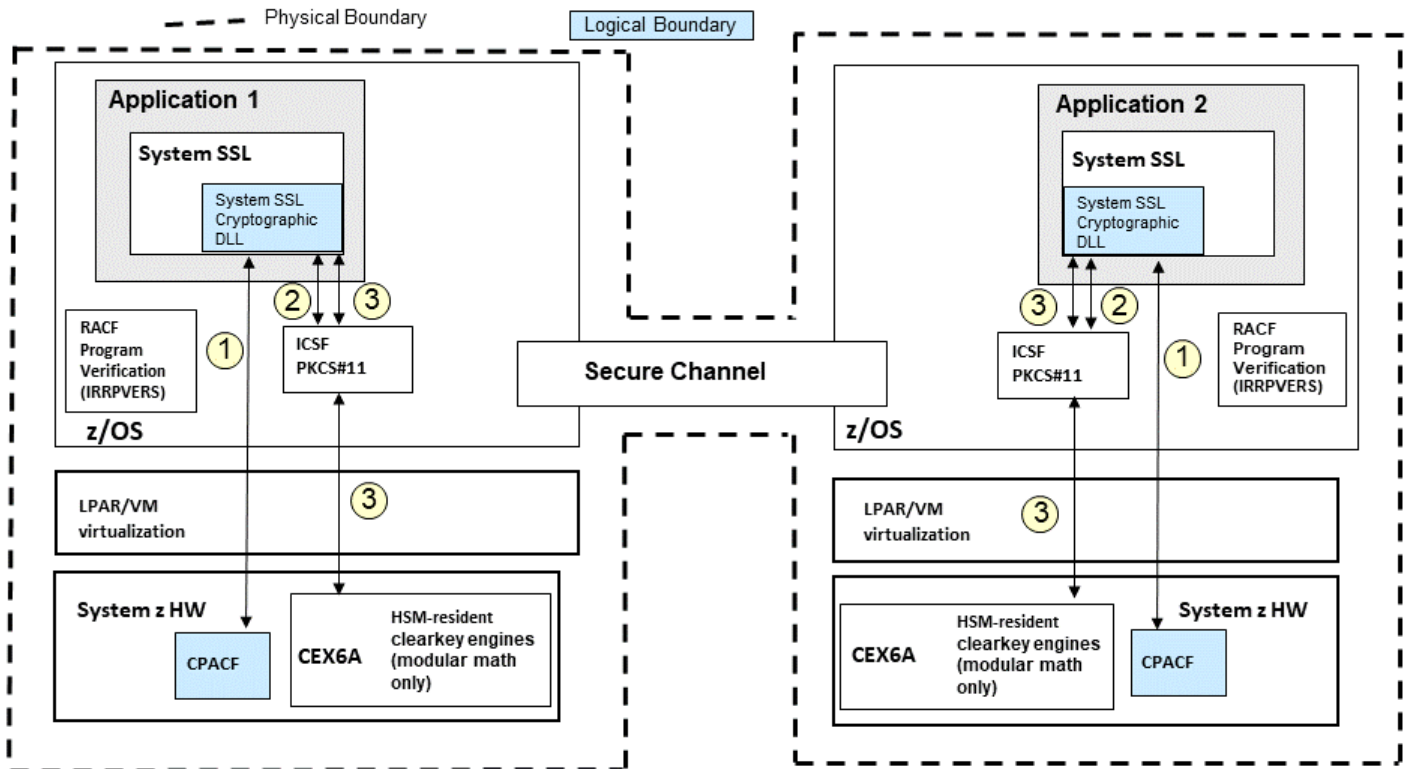 Physical Boundary
Logical Boundary
Application 1
System SSL
System SSL
Cryptographic
DLL
2
3
RACF
Program
Verification
(IRRPVERS)
1
ICSF
PKCS#11
z/OS
LPAR/VM
virtualization
3
System z HW
CPACF
CEX6A
HSM-resident
clearkey engines
(modular math
only)
Secure Channel
Application 2
System SSL
System SSL
Cryptographic
DLL
3
2
ICSF
PKCS#11
1
RACF
Program
Verification
(IRRPVERS)
z/OS
LPAR/VM
virtualization
3
CEX6A
HSM-resident
clearkey engines
(modular math
only)
System z HW
CPACF